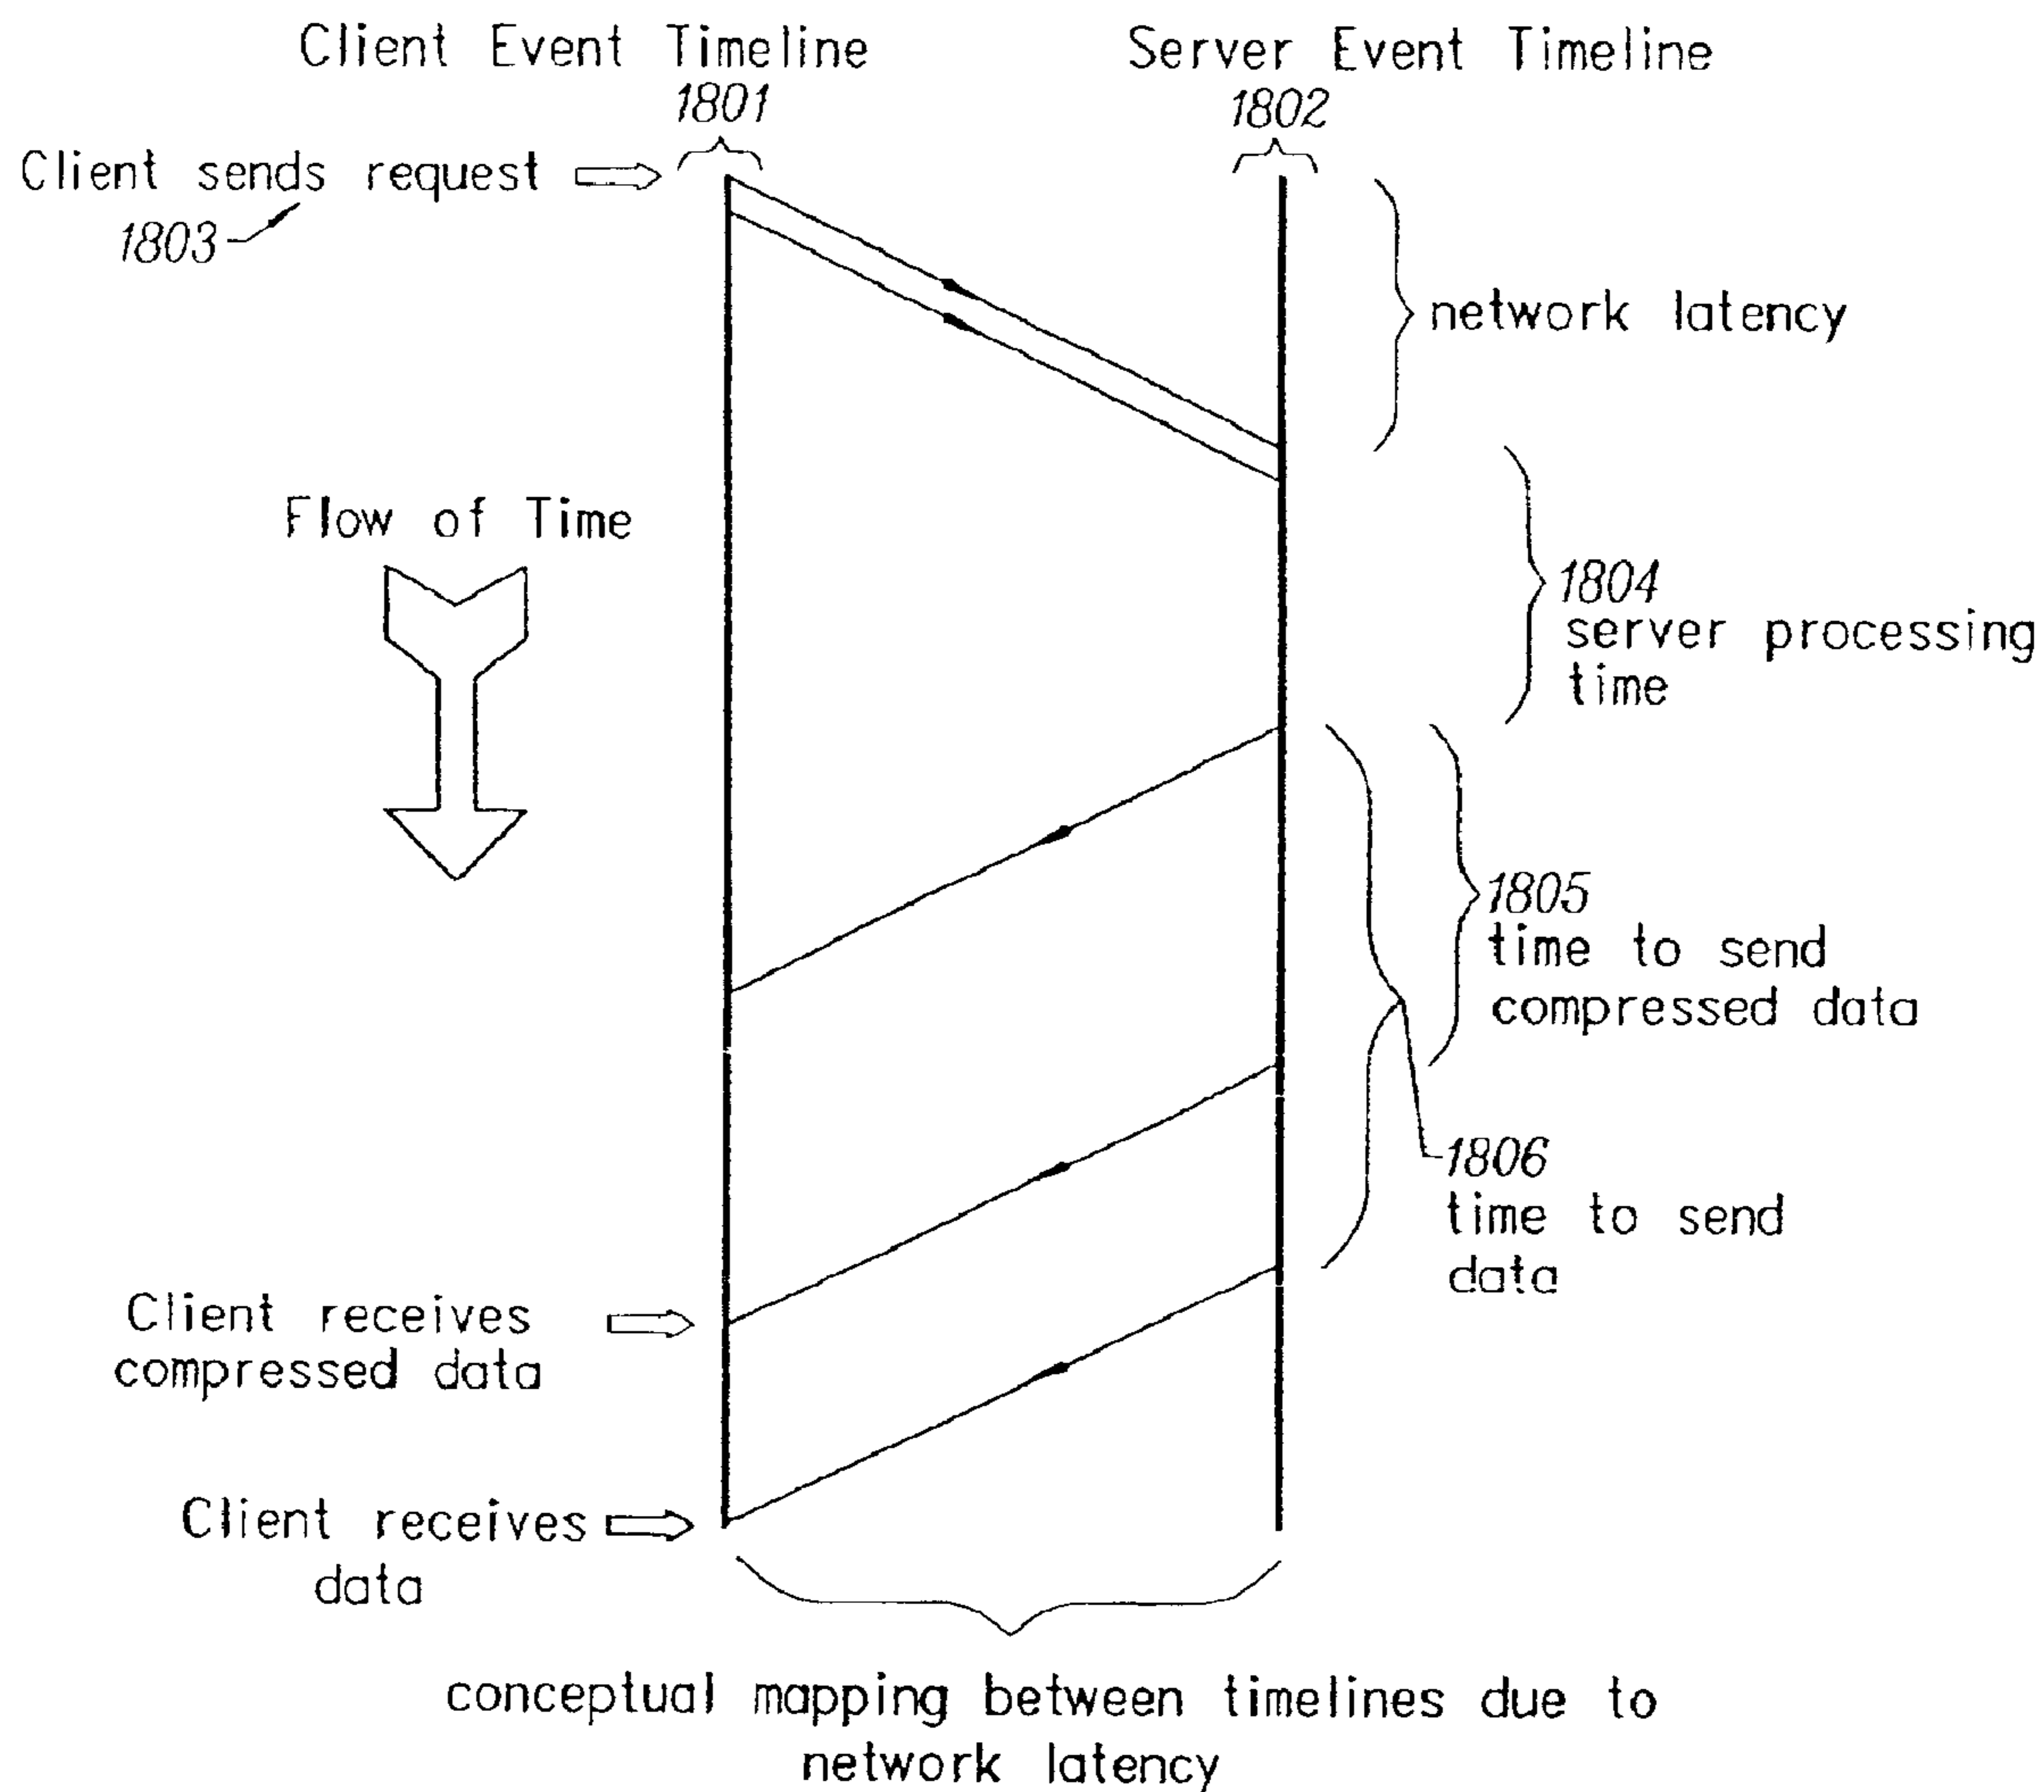 Client Event Timeline
1801
Server Event Timeline
1802
Client sends request
1803
network latency
Flow of Time
1804
server processing
time
1805
time to send
compressed data
1806
time to send
data
Client receives
compressed data
Client receives
data
conceptual mapping between timelines due to
network latency